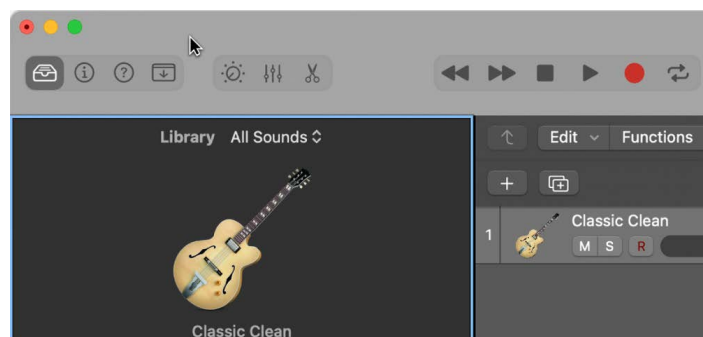 Library All Sounds
Edit Functions
1 Classic Clean
M S R
Classic Clean